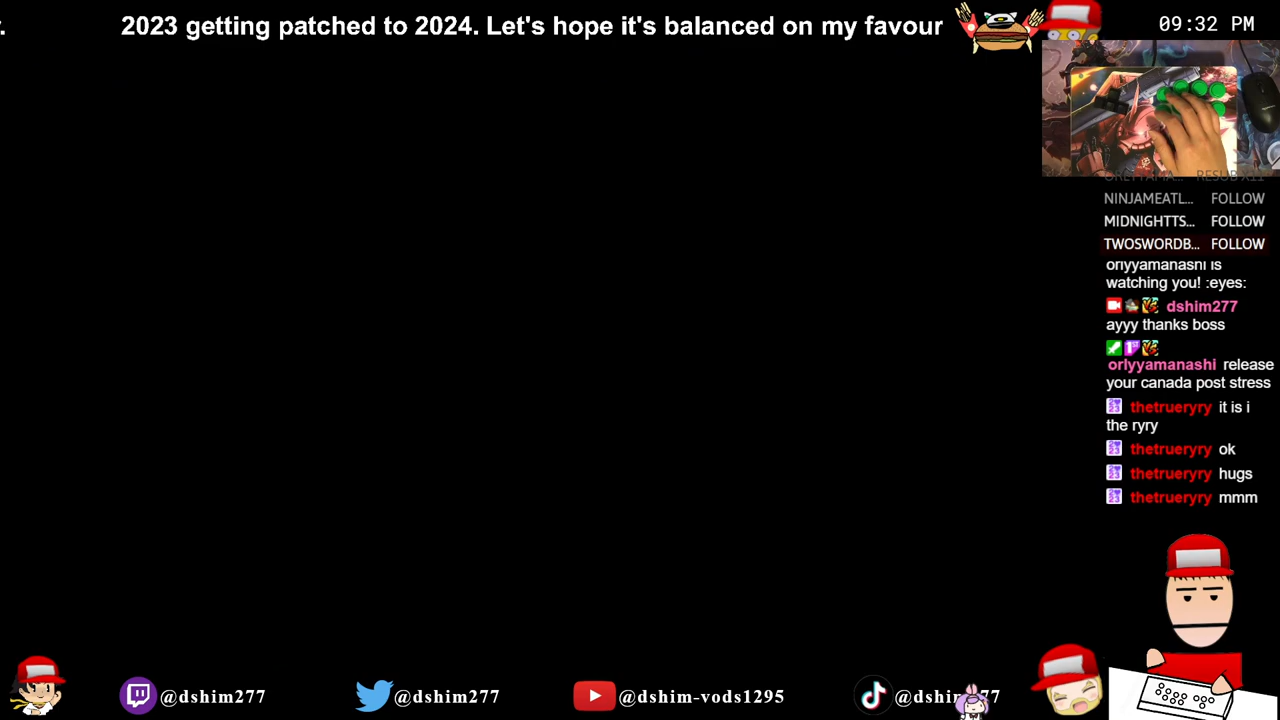 2023 getting patched to 2024. Let's hope it's balanced on my favour
09:32 PM
RESUB X11
NINJAMEATL... FOLLOW
MIDNIGHTTS... FOLLOW
TWOSWORDB... FOLLOW
orlyyamanashi is
watching you! :eyes:
dshim277
ayyy thanks boss
orlyyamanashi release
your canada post stress
thetrueryry it is i
the ryry
thetrueryry ok
thetrueryry hugs
thetrueryry mmm
@dshim277
@dshim277
@dshim-vods1295